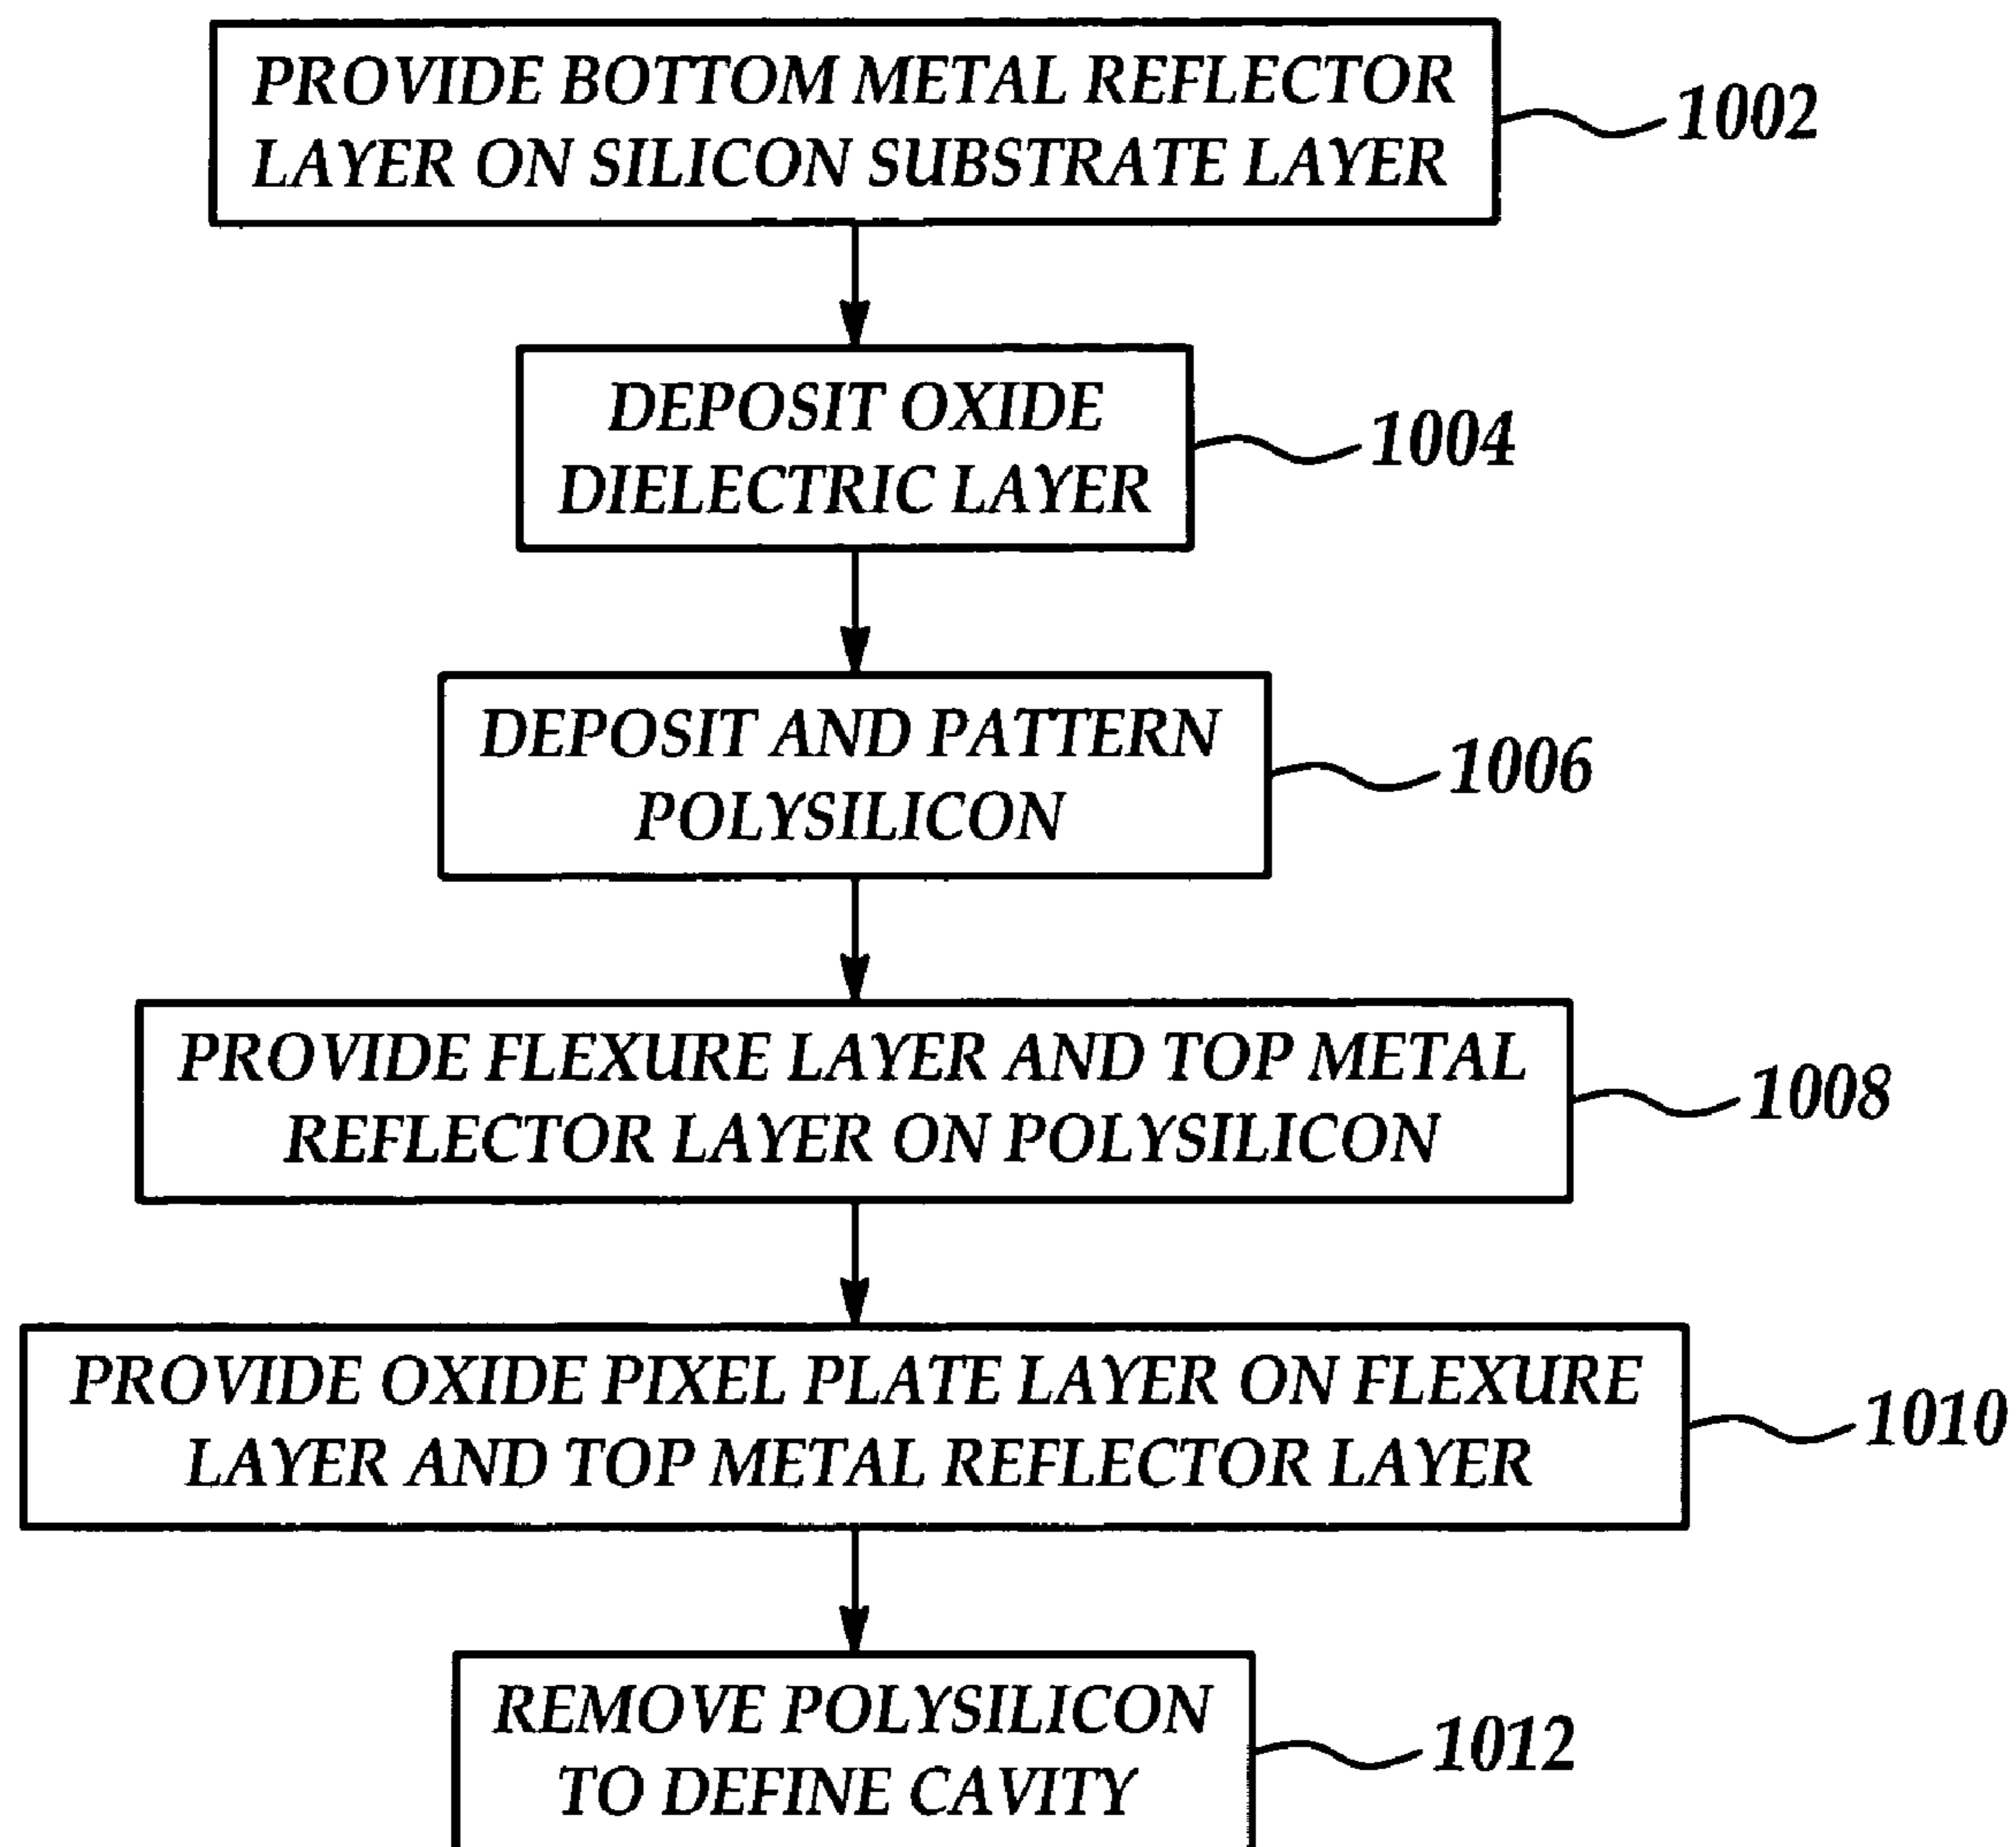 PROVIDE BOTTOM METAL REFLECTOR
LAYER ON SILICON SUBSTRATE LAYER
1002
DEPOSIT OXIDE
DIELECTRIC LAYER
1004
DEPOSIT AND PATTERN
POLYSILICON
1006
PROVIDE FLEXURE LAYER AND TOP METAL
REFLECTOR LAYER ON POLYSILICON
1008
PROVIDE OXIDE PIXEL PLATE LAYER ON FLEXURE
LAYER AND TOP METAL REFLECTOR LAYER
1010
REMOVE POLYSILICON
TO DEFINE CAVITY
1012